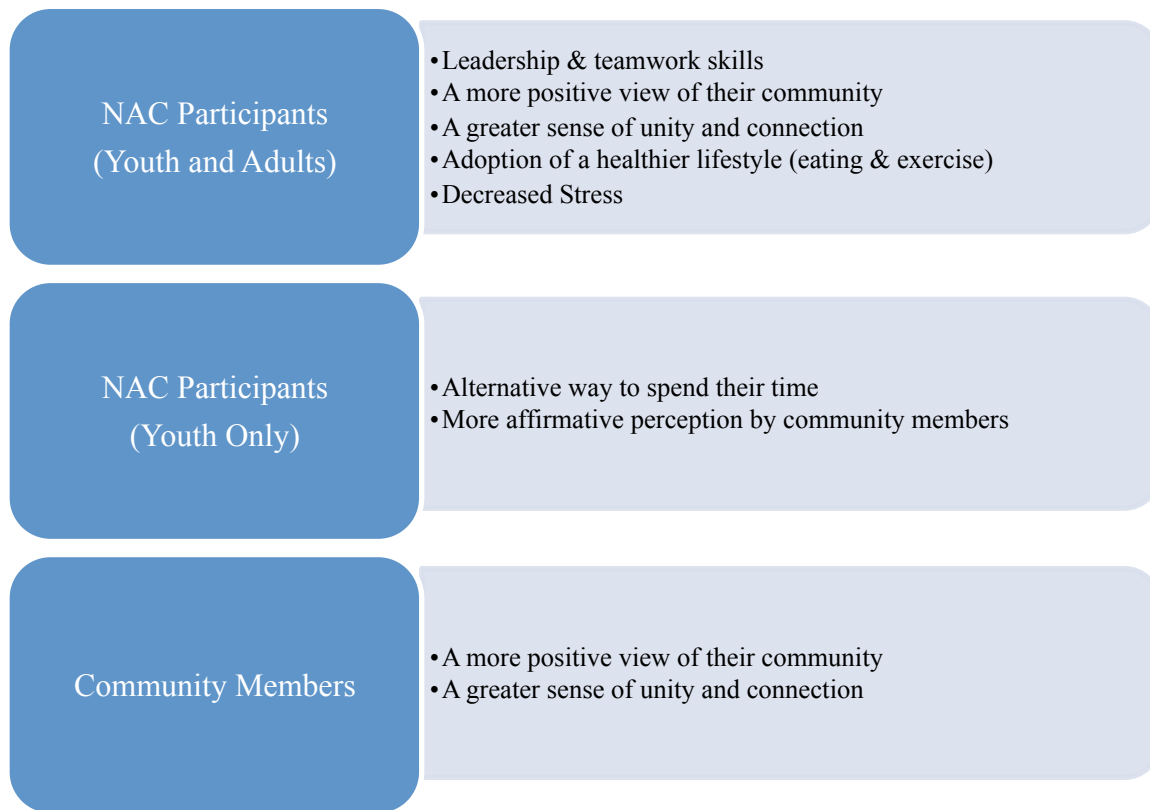 NAC Participants
(Youth and Adults)
•Leadership & teamwork skills
•A more positive view of their community
•A greater sense of unity and connection
•Adoption of a healthier lifestyle (eating & exercise)
•Decreased Stress
NAC Participants
(Youth Only)
•Alternative way to spend their time
•More affirmative perception by community members
Community Members
•A more positive view of their community
•A greater sense of unity and connection